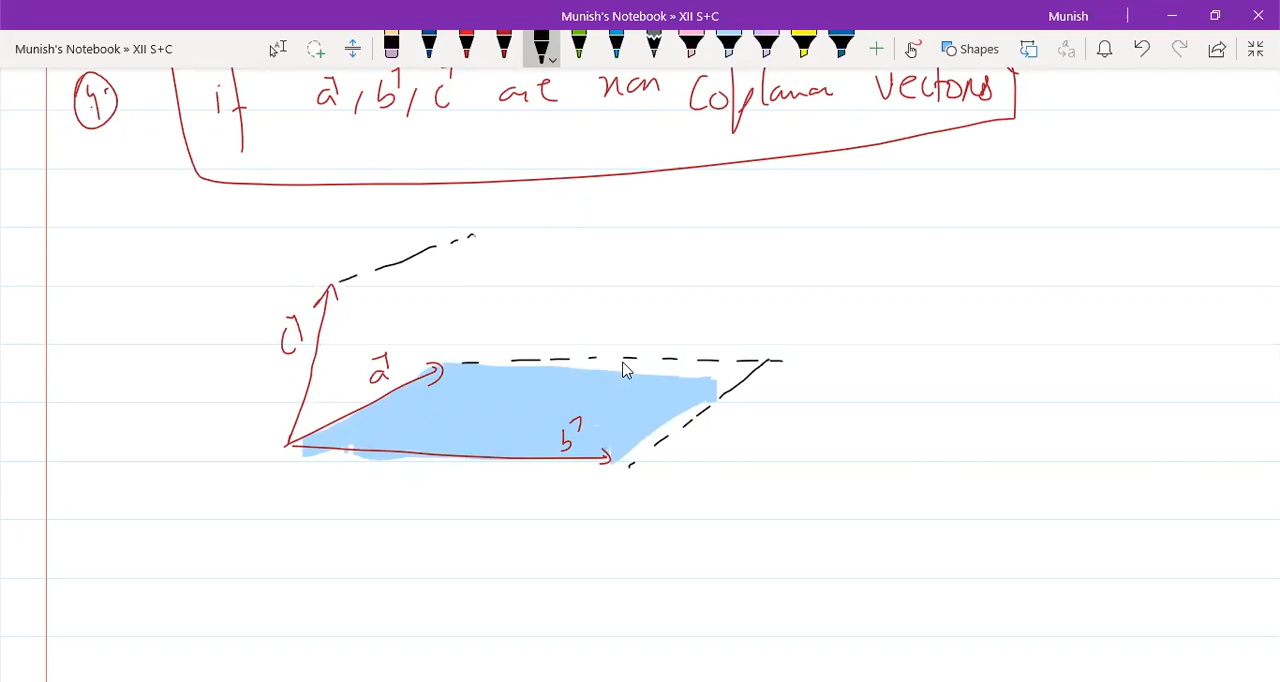 Munish's Notebook » XII S+C
Munish
Munish's Notebook » XII S+C
Shapes
4.
if a⃗, b⃗, c⃗ are non coplanar vectors
c⃗
a⃗
b⃗